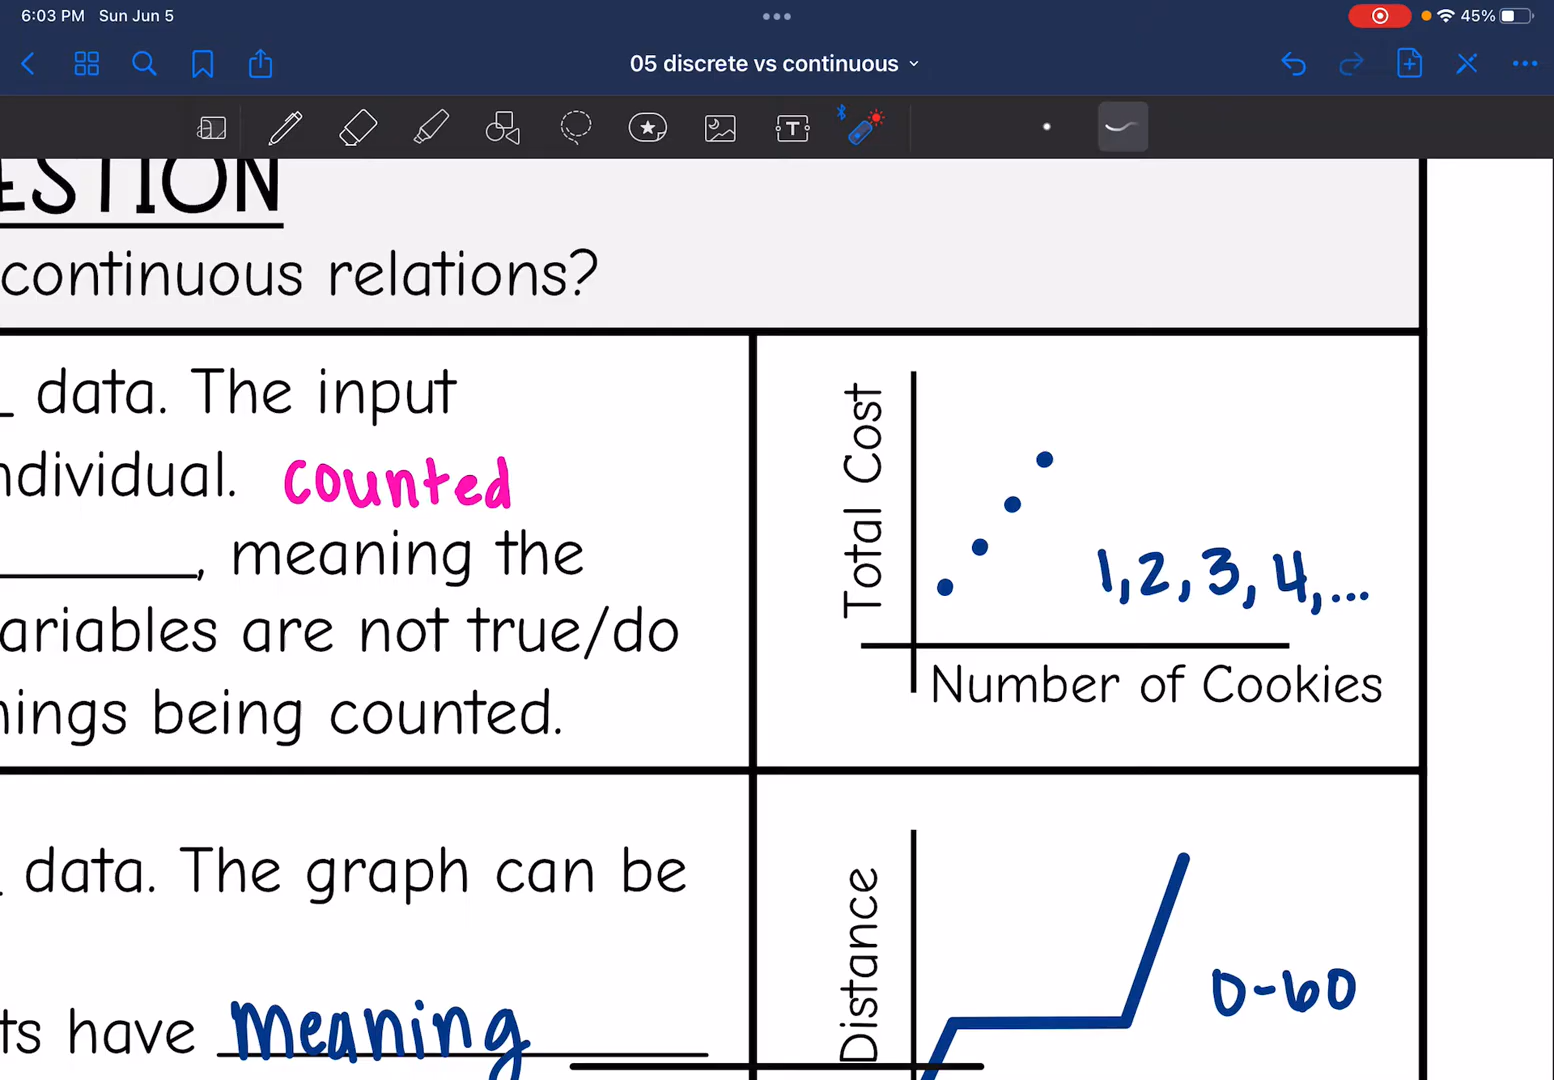 6:03 PM Sun Jun 5
45%
05 discrete vs continuous
T
ESTION
continuous relations?
data. The input
ndividual. counted
, meaning the
ariables are not true/do
ings being counted.
Total Cost
1, 2, 3, 4, ...
Number of Cookies
data. The graph can be
ts have meaning
Distance
0-60